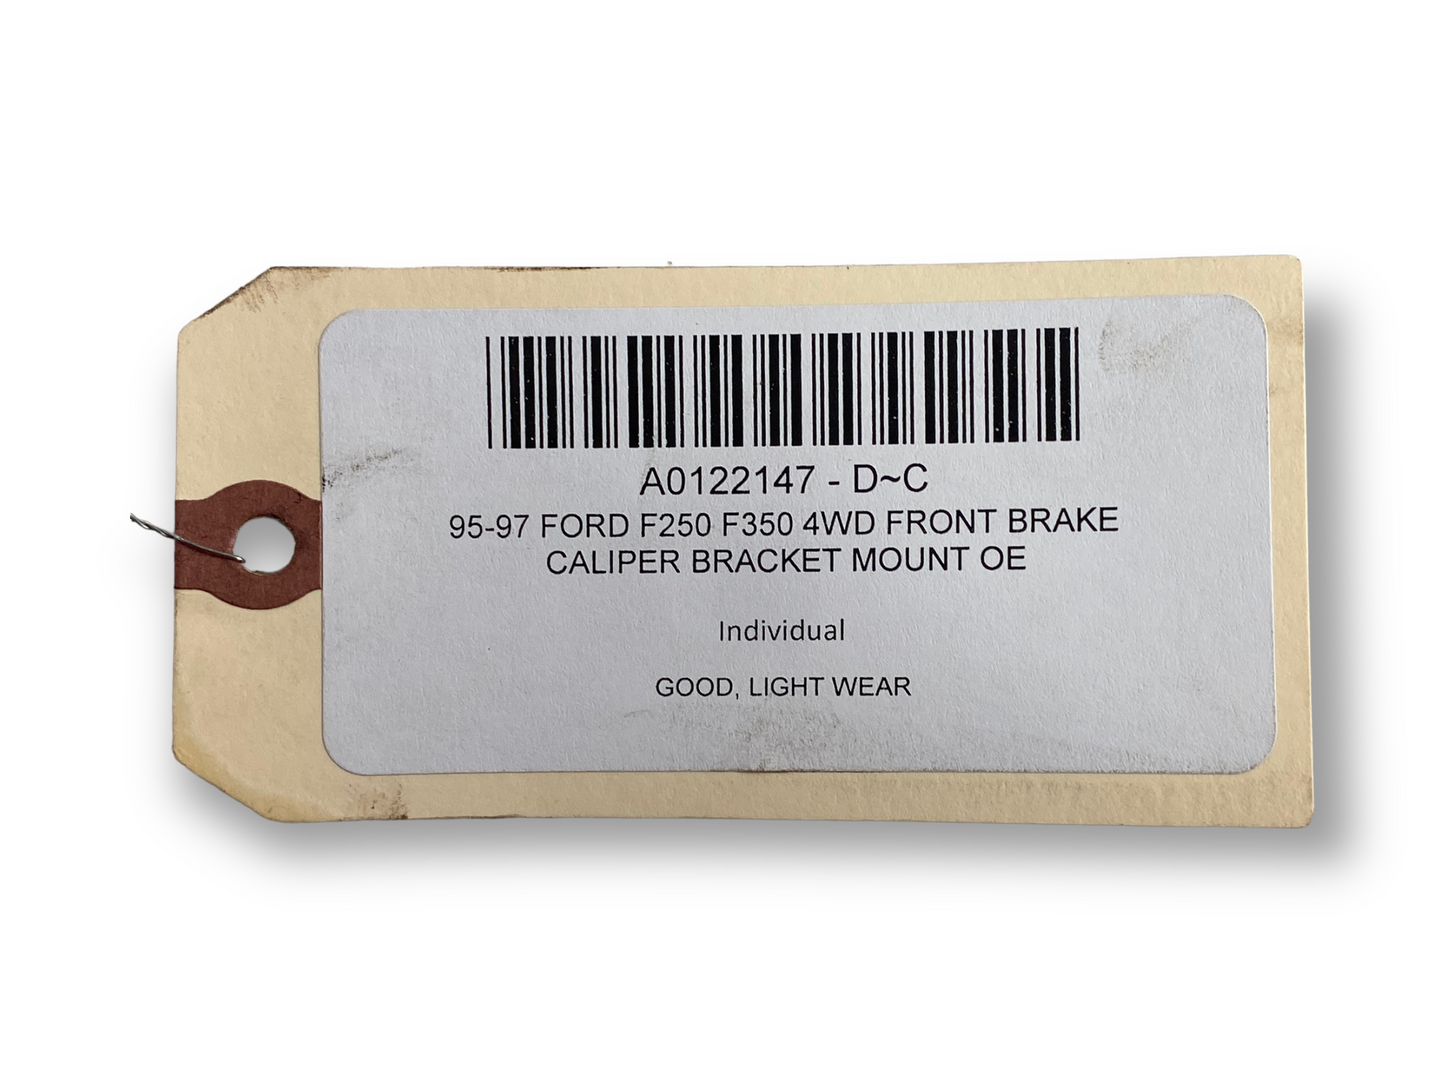 A0122147 - D~C
95-97 FORD F250 F350 4WD FRONT BRAKE
CALIPER BRACKET MOUNT OE
Individual
GOOD, LIGHT WEAR